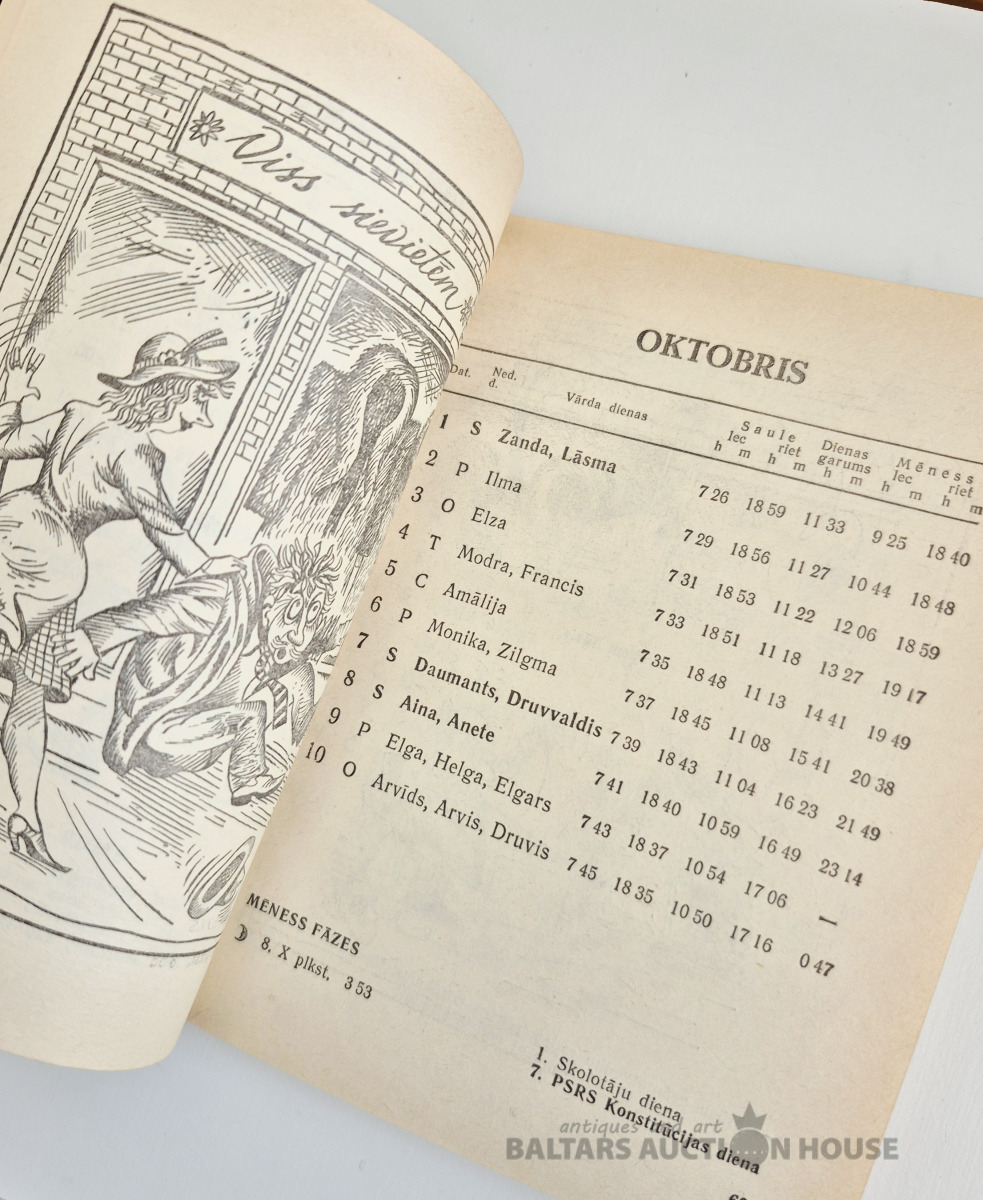 Viss sievietēm
OKTOBRIS
Dat. Ned. d. Vārda dienas Saule lec riet Dienas garums Mēness lec riet
h m h m h m h m h m
1 S Zanda, Lāsma 7 26 18 59 11 33 9 25 18 40
2 P Ilma 7 29 18 56 11 27 10 44 18 48
3 O Elza 7 31 18 53 11 22 12 06 18 59
4 T Modra, Francis 7 33 18 51 11 18 13 27 19 17
5 C Amālija 7 35 18 48 11 13 14 41 19 49
6 P Monika, Zilgma 7 37 18 45 11 08 15 41 20 38
7 S Daumants, Druvvaldis 7 39 18 43 11 04 16 23 21 49
8 S Aina, Anete 7 41 18 40 10 59 16 49 23 14
9 P Elga, Helga, Elgars 7 43 18 37 10 54 17 06 —
10 O Arvīds, Arvis, Druvis 7 45 18 35 10 50 17 16 0 47
MĒNESS FĀZES
8. X plkst. 3 53
1. Skolotāju diena
7. PSRS Konstitūcijas diena
antiques and art
BALTARS AUCTION HOUSE